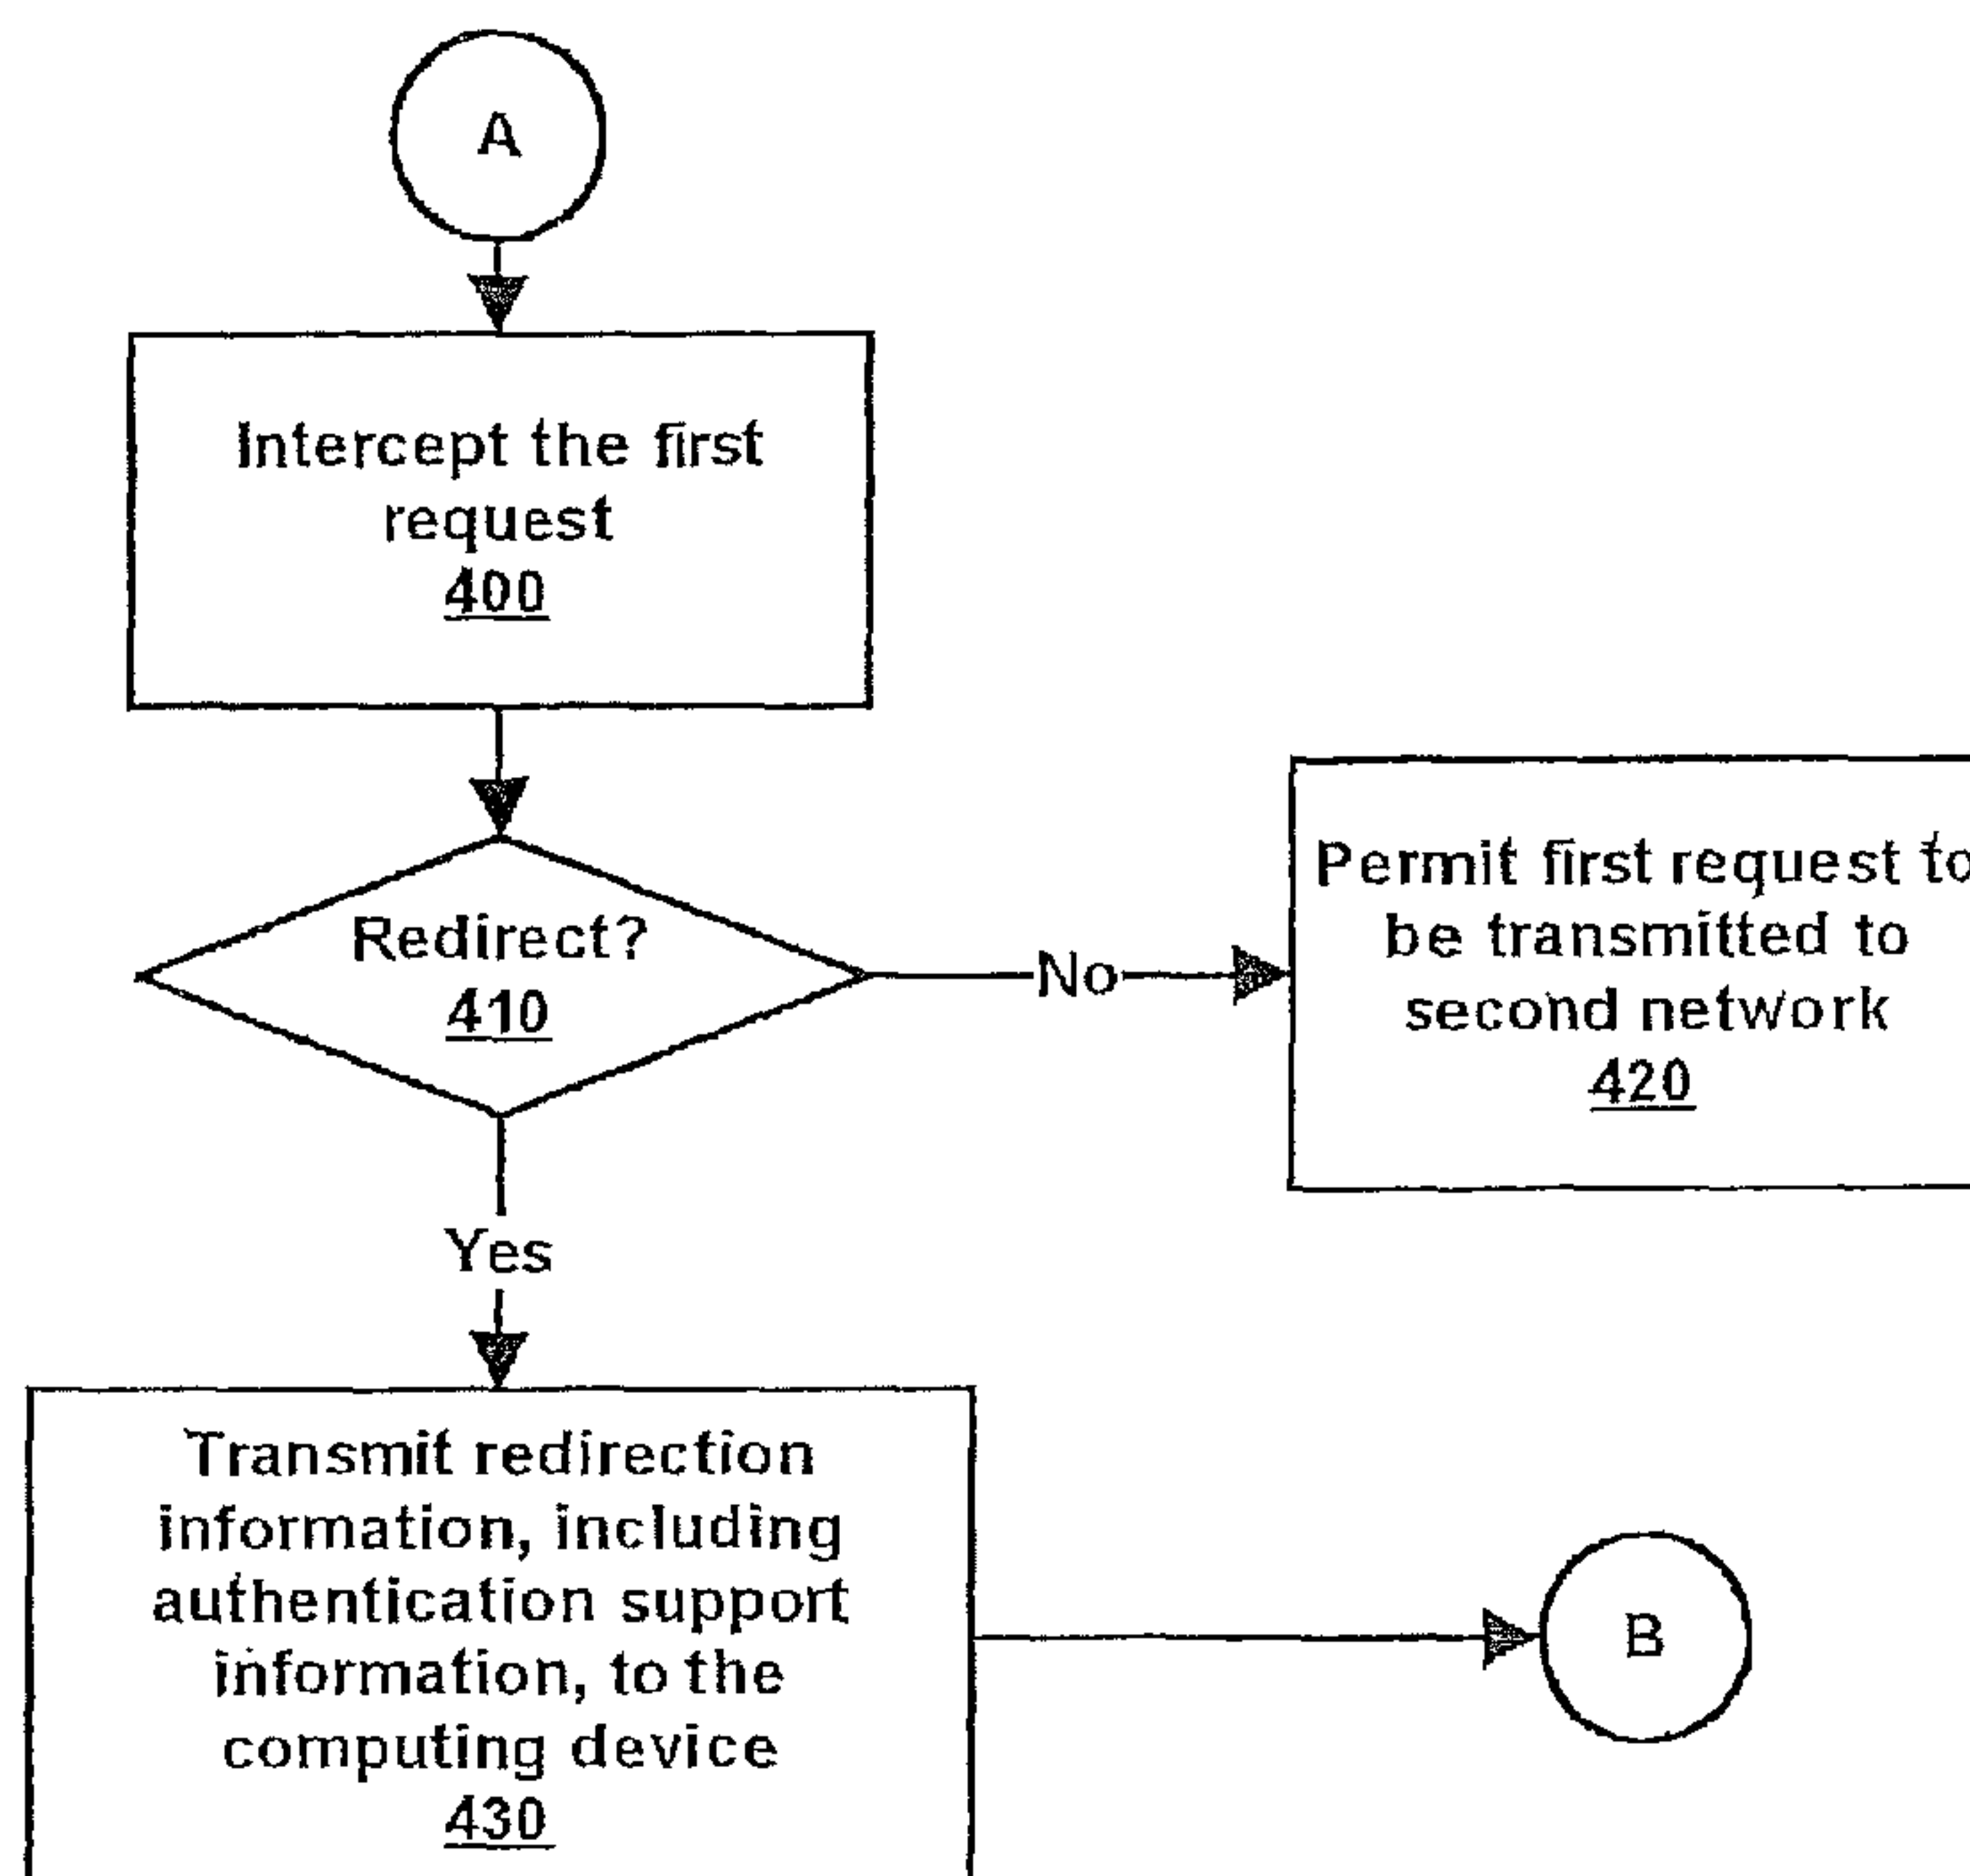 A
Intercept the first
request
400
Redirect?
410
No
Permit first request to
be transmitted to
second network
420
Yes
Transmit redirection
information, including
authentication support
information, to the
computing device
430
B